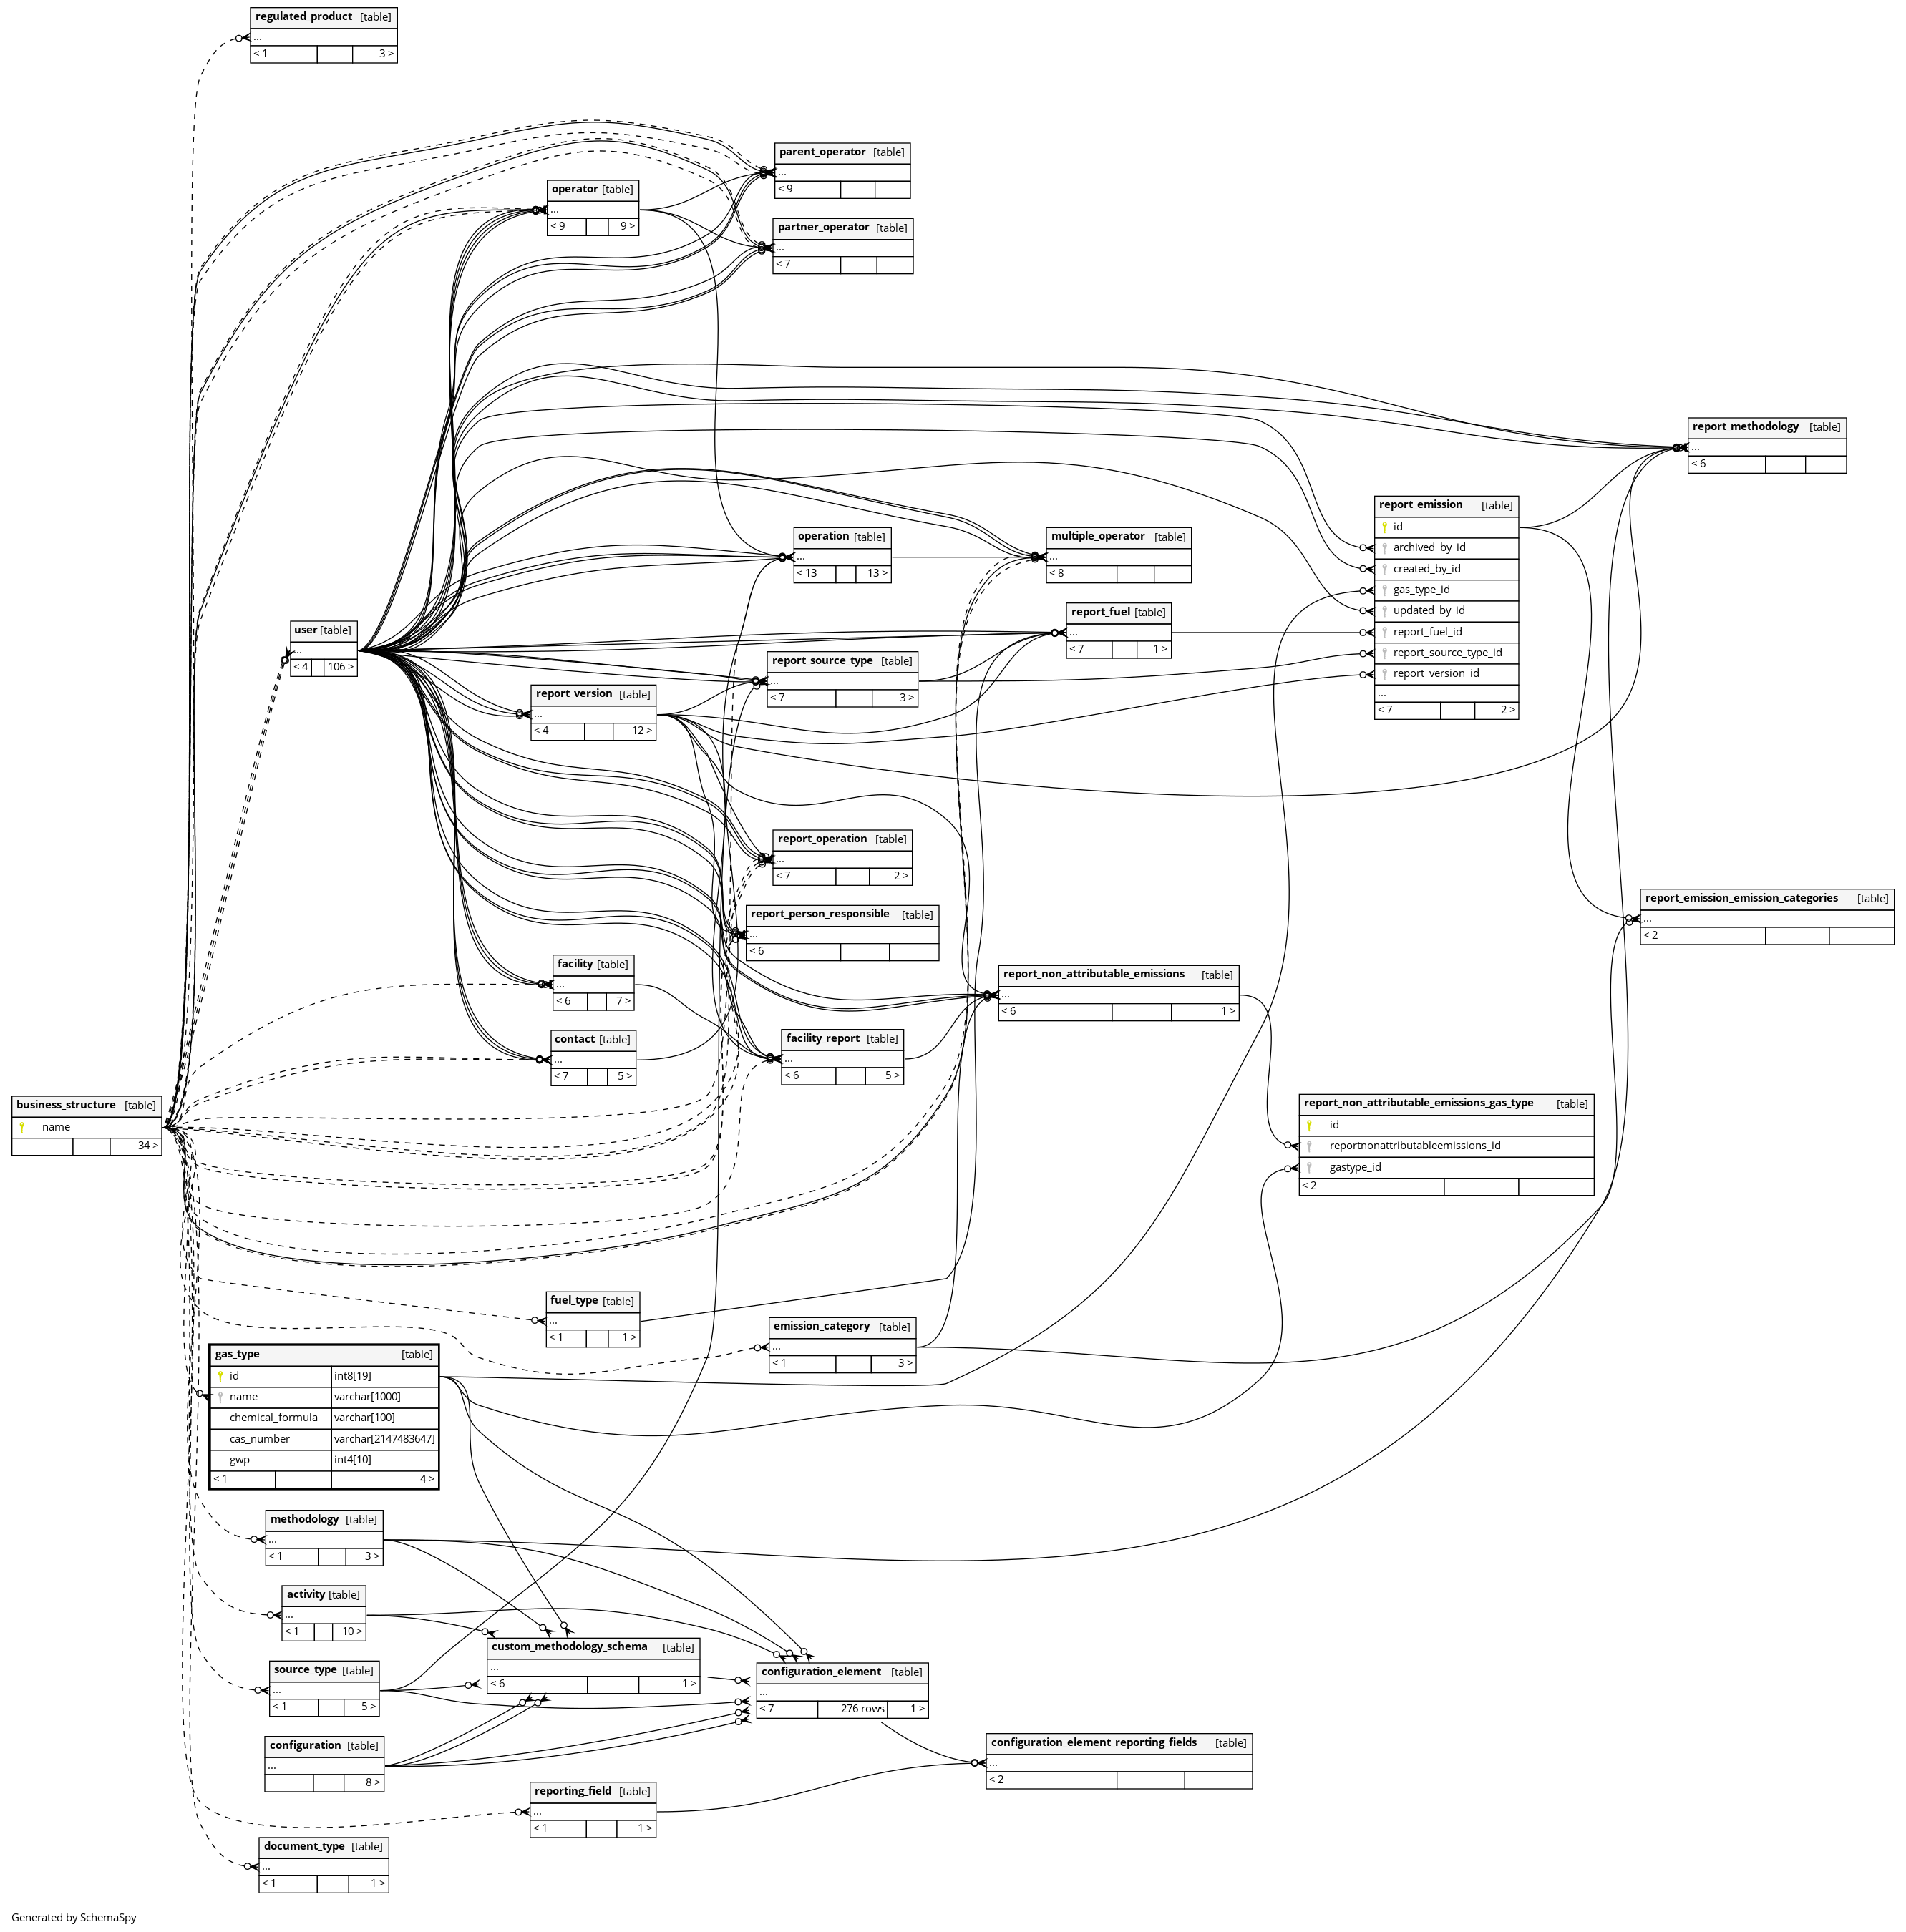 regulated_product [table]
...
< 1 3 >
parent_operator [table]
...
< 9
operator [table]
...
< 9 9 >
partner_operator [table]
...
< 7
report_methodology [table]
...
< 6
report_emission [table]
id
archived_by_id
created_by_id
gas_type_id
updated_by_id
report_fuel_id
report_source_type_id
report_version_id
...
< 7 2 >
operation [table]
...
< 13 13 >
multiple_operator [table]
...
< 8
report_fuel [table]
...
< 7 1 >
user [table]
...
< 4 106 >
report_source_type [table]
...
< 7 3 >
report_version [table]
...
< 4 12 >
report_operation [table]
...
< 7 2 >
report_emission_emission_categories [table]
...
< 2
report_person_responsible [table]
...
< 6
facility [table]
...
< 6 7 >
report_non_attributable_emissions [table]
...
< 6 1 >
contact [table]
...
< 7 5 >
facility_report [table]
...
< 6 5 >
business_structure [table]
name
34 >
report_non_attributable_emissions_gas_type [table]
id
reportnonattributableemissions_id
gastype_id
< 2
fuel_type [table]
...
< 1 1 >
emission_category [table]
...
< 1 3 >
gas_type [table]
id int8[19]
name varchar[1000]
chemical_formula varchar[100]
cas_number varchar[2147483647]
gwp int4[10]
< 1 4 >
methodology [table]
...
< 1 3 >
activity [table]
...
< 1 10 >
custom_methodology_schema [table]
...
< 6 1 >
source_type [table]
...
< 1 5 >
configuration_element [table]
...
< 7 276 rows 1 >
configuration [table]
...
8 >
configuration_element_reporting_fields [table]
...
< 2
reporting_field [table]
...
< 1 1 >
document_type [table]
...
< 1 1 >
Generated by SchemaSpy